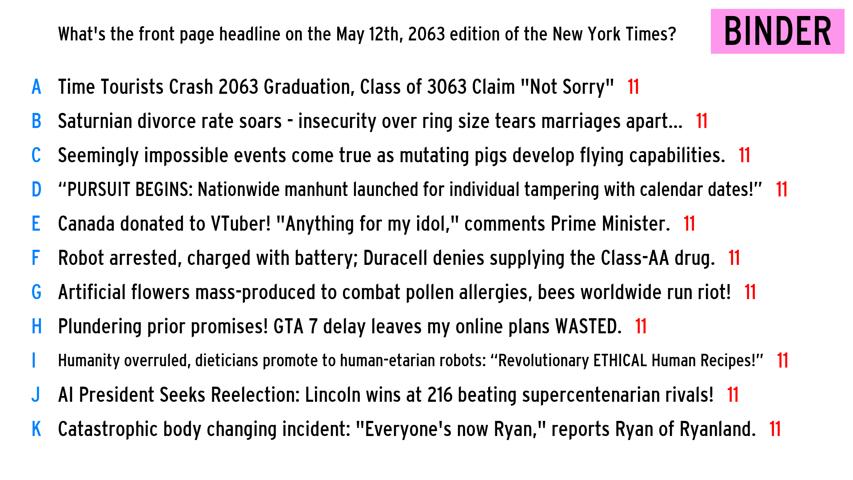 What's the front page headline on the May 12th, 2063 edition of the New York Times? BINDER
A Time Tourists Crash 2063 Graduation, Class of 3063 Claim "Not Sorry" 11
B Saturnian divorce rate soars - insecurity over ring size tears marriages apart... 11
C Seemingly impossible events come true as mutating pigs develop flying capabilities. 11
D “PURSUIT BEGINS: Nationwide manhunt launched for individual tampering with calendar dates!” 11
E Canada donated to VTuber! "Anything for my idol," comments Prime Minister. 11
F Robot arrested, charged with battery; Duracell denies supplying the Class-AA drug. 11
G Artificial flowers mass-produced to combat pollen allergies, bees worldwide run riot! 11
H Plundering prior promises! GTA 7 delay leaves my online plans WASTED. 11
I Humanity overruled, dieticians promote to human-etarian robots: “Revolutionary ETHICAL Human Recipes!” 11
J AI President Seeks Reelection: Lincoln wins at 216 beating supercentenarian rivals! 11
K Catastrophic body changing incident: "Everyone's now Ryan," reports Ryan of Ryanland. 11